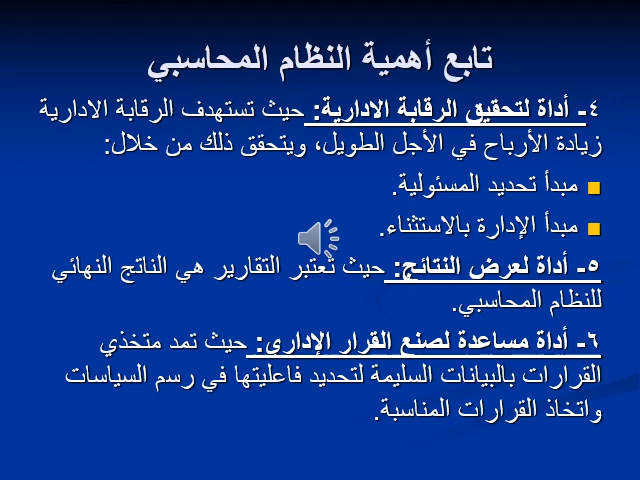 تابع أهمية النظام المحاسبي
٤- أداة لتحقيق الرقابة الادارية: حيث تستهدف الرقابة الادارية
زيادة الأرباح في الأجل الطويل، ويتحقق ذلك من خلال:
مبدأ تحديد المسئولية.
مبدأ الإدارة بالاستثناء.
٥- أداة لعرض النتائج: حيث تعتبر التقارير هي الناتج النهائي
للنظام المحاسبي.
٦- أداة مساعدة لصنع القرار الإداري: حيث تمد متخذي
القرارات بالبيانات السليمة لتحديد فاعليتها في رسم السياسات
واتخاذ القرارات المناسبة.